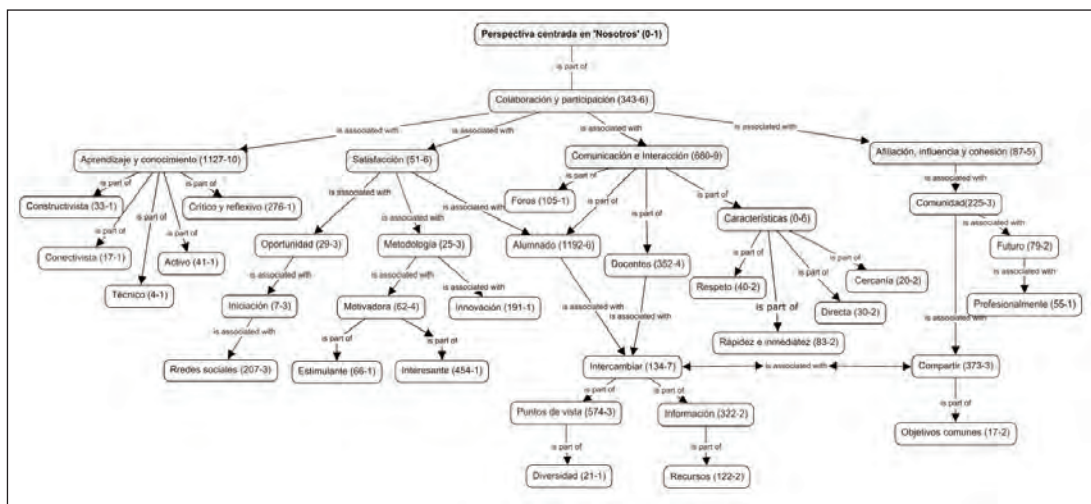 Perspectiva centrada en 'Nosotros' (0-1)
is part of
Colaboración y participación (343-6)
is associated with
is associated with
is associated with
is associated with
Aprendizaje y conocimiento (1127-10)
Satisfacción (51-6)
Comunicación e Interacción (660-9)
Afiliación, influencia y cohesión (87-5)
is part of
is part of
is part of
is part of
is part of
is associated with
is associated with
is associated with
is part of
is part of
is part of
is part of
is associated with
Constructivista (33-1)
Crítico y reflexivo (276-1)
Foros (105-1)
Comunidad(225-3)
Conectivista (17-1)
Activo (41-1)
Técnico (4-1)
Oportunidad (29-3)
Metodología (25-3)
Alumnado (1192-6)
Docentes (352-4)
Características (0-6)
is associated with
Futuro (79-2)
is part of
is part of
is part of
is part of
is associated with
is associated with
is associated with
is associated with
Respeto (40-2)
Cercanía (20-2)
Directa (30-2)
Rápidez e inmediatez (83-2)
Profesionalmente (55-1)
Iniciación (7-3)
Motivadora (62-4)
Innovación (191-1)
is associated with
is associated with
is associated with
is associated with
is part of
is associated with
Rredes sociales (207-3)
Estimulante (66-1)
Interesante (454-1)
Intercambiar (134-7)
is associated with
Compartir (373-3)
is part of
is part of
is part of
Puntos de vista (574-3)
Información (322-2)
Objetivos comunes (17-2)
is part of
is part of
Diversidad (21-1)
Recursos (122-2)